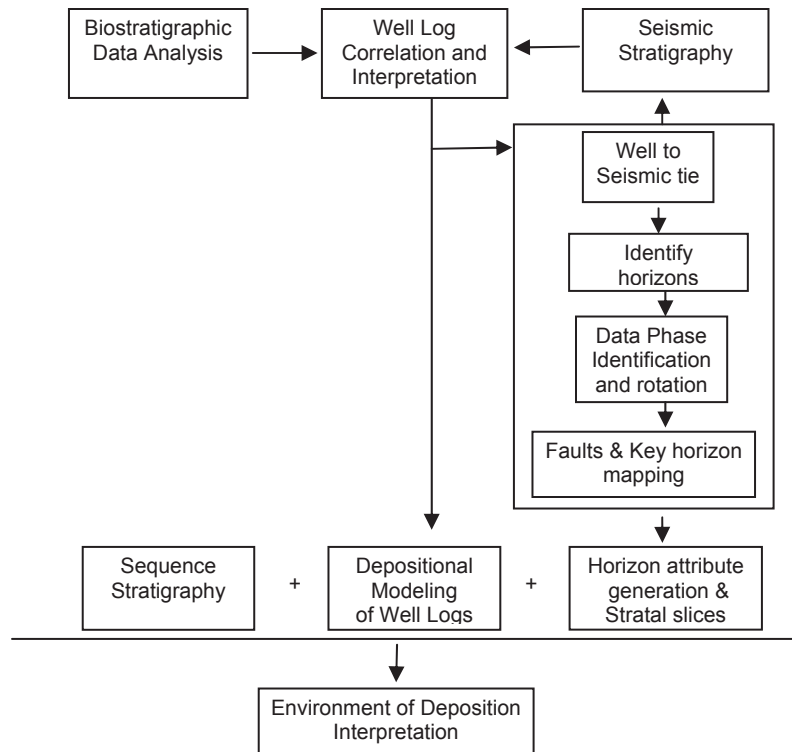 Biostratigraphic
Data Analysis
Well Log
Correlation and
Interpretation
Seismic
Stratigraphy
Well to
Seismic tie
Identify
horizons
Data Phase
Identification
and rotation
Faults & Key horizon
mapping
Sequence
Stratigraphy
+
Depositional
Modeling
of Well Logs
+
Horizon attribute
generation &
Stratal slices
Environment of Deposition
Interpretation